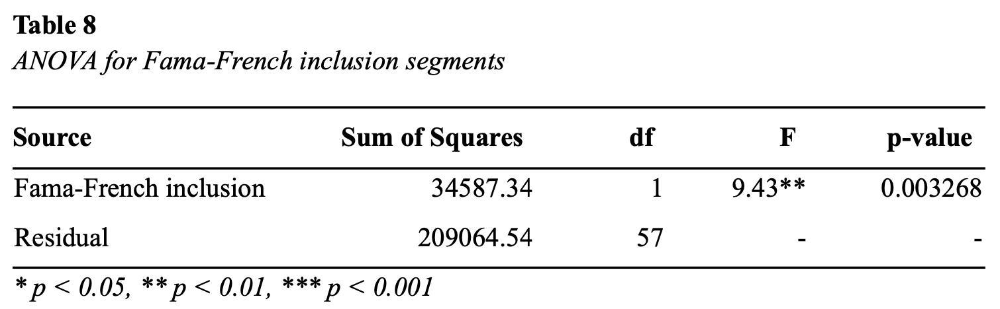 Table 8
ANOVA for Fama-French inclusion segments
Source Sum of Squares df F p-value
Fama-French inclusion 34587.34 1 9.43** 0.003268
Residual 209064.54 57 - -
* p < 0.05, ** p < 0.01, *** p < 0.001